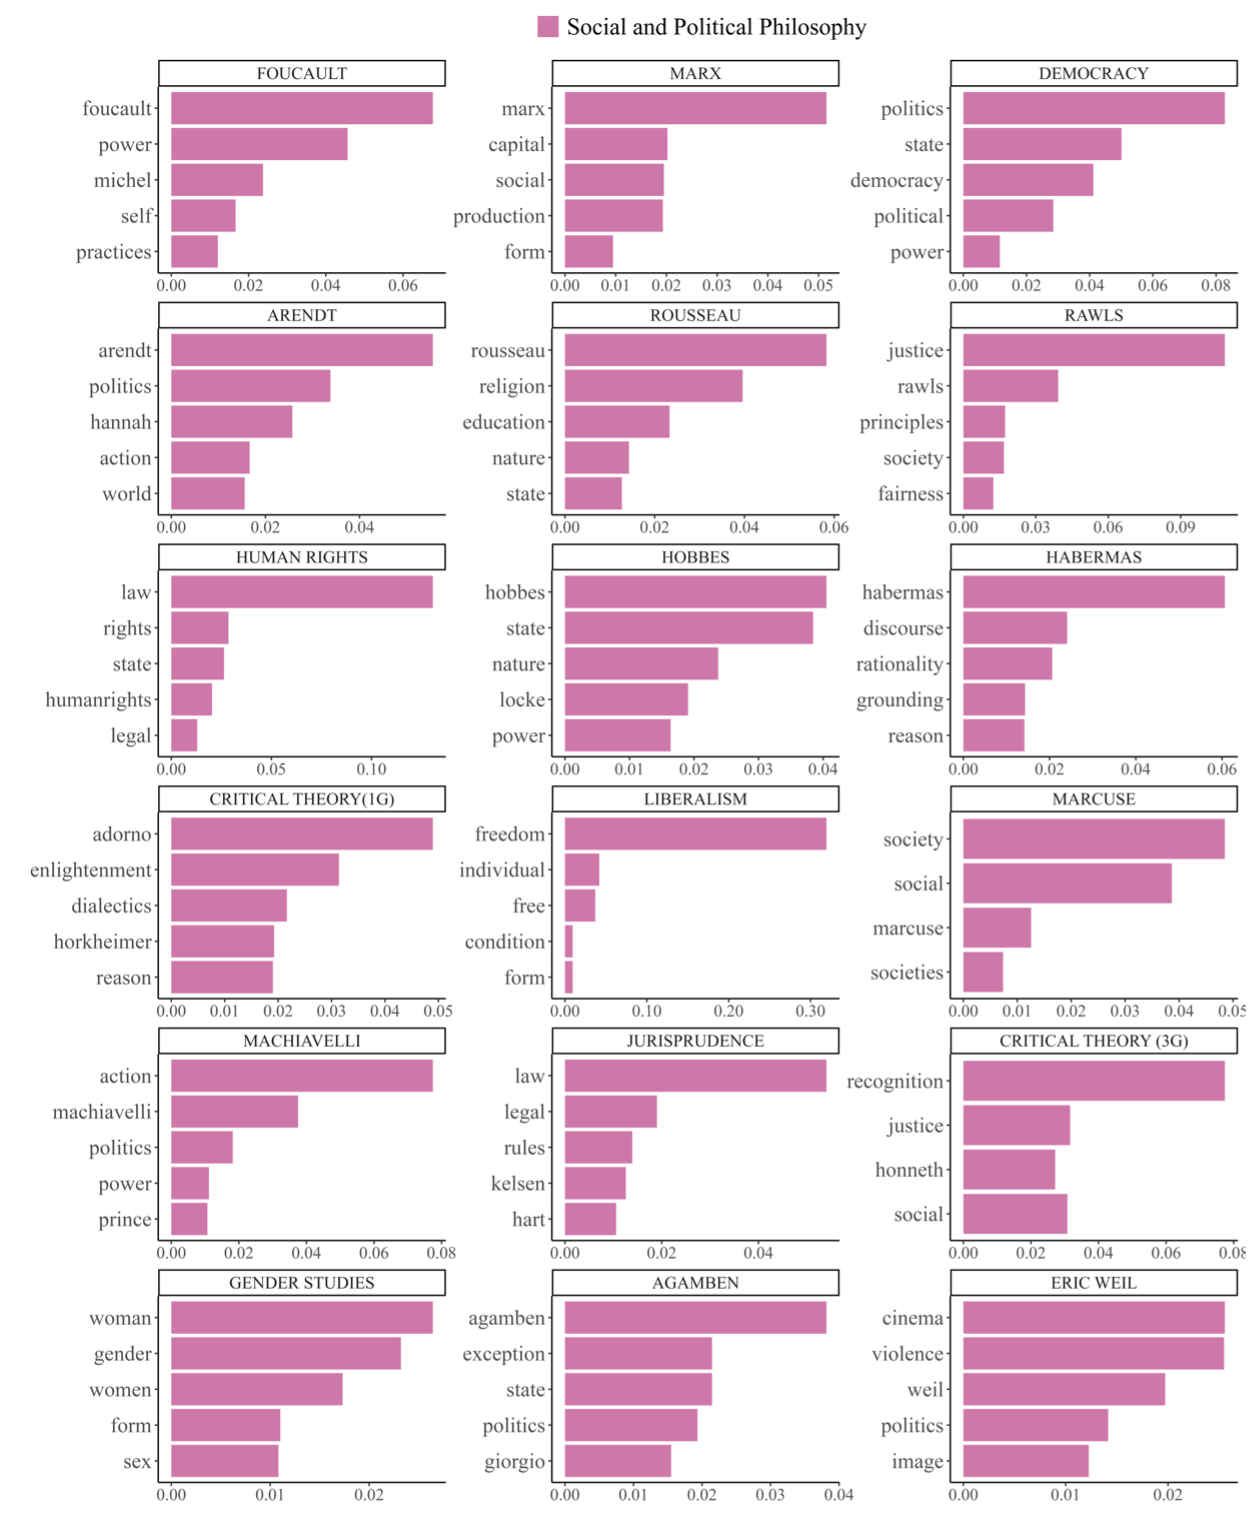 Social and Political Philosophy
FOUCAULT
foucault
power
michel
self
practices
0.00 0.02 0.04 0.06
MARX
marx
capital
social
production
form
0.00 0.01 0.02 0.03 0.04 0.05
DEMOCRACY
politics
state
democracy
political
power
0.00 0.02 0.04 0.06 0.08
ARENDT
arendt
politics
hannah
action
world
0.00 0.02 0.04
ROUSSEAU
rousseau
religion
education
nature
state
0.00 0.02 0.04 0.06
RAWLS
justice
rawls
principles
society
fairness
0.00 0.03 0.06 0.09
HUMAN RIGHTS
law
rights
state
humanrights
legal
0.00 0.05 0.10
HOBBES
hobbes
state
nature
locke
power
0.00 0.01 0.02 0.03 0.04
HABERMAS
habermas
discourse
rationality
grounding
reason
0.00 0.02 0.04 0.06
CRITICAL THEORY(1G)
adorno
enlightenment
dialectics
horkheimer
reason
0.00 0.01 0.02 0.03 0.04 0.05
LIBERALISM
freedom
individual
free
condition
form
0.00 0.10 0.20 0.30
MARCUSE
society
social
marcuse
societies
0.00 0.01 0.02 0.03 0.04 0.05
MACHIAVELLI
action
machiavelli
politics
power
prince
0.00 0.02 0.04 0.06 0.08
JURISPRUDENCE
law
legal
rules
kelsen
hart
0.00 0.02 0.04
CRITICAL THEORY (3G)
recognition
justice
honneth
social
0.00 0.02 0.04 0.06 0.08
GENDER STUDIES
woman
gender
women
form
sex
0.00 0.01 0.02
AGAMBEN
agamben
exception
state
politics
giorgio
0.00 0.01 0.02 0.03 0.04
ERIC WEIL
cinema
violence
weil
politics
image
0.00 0.01 0.02